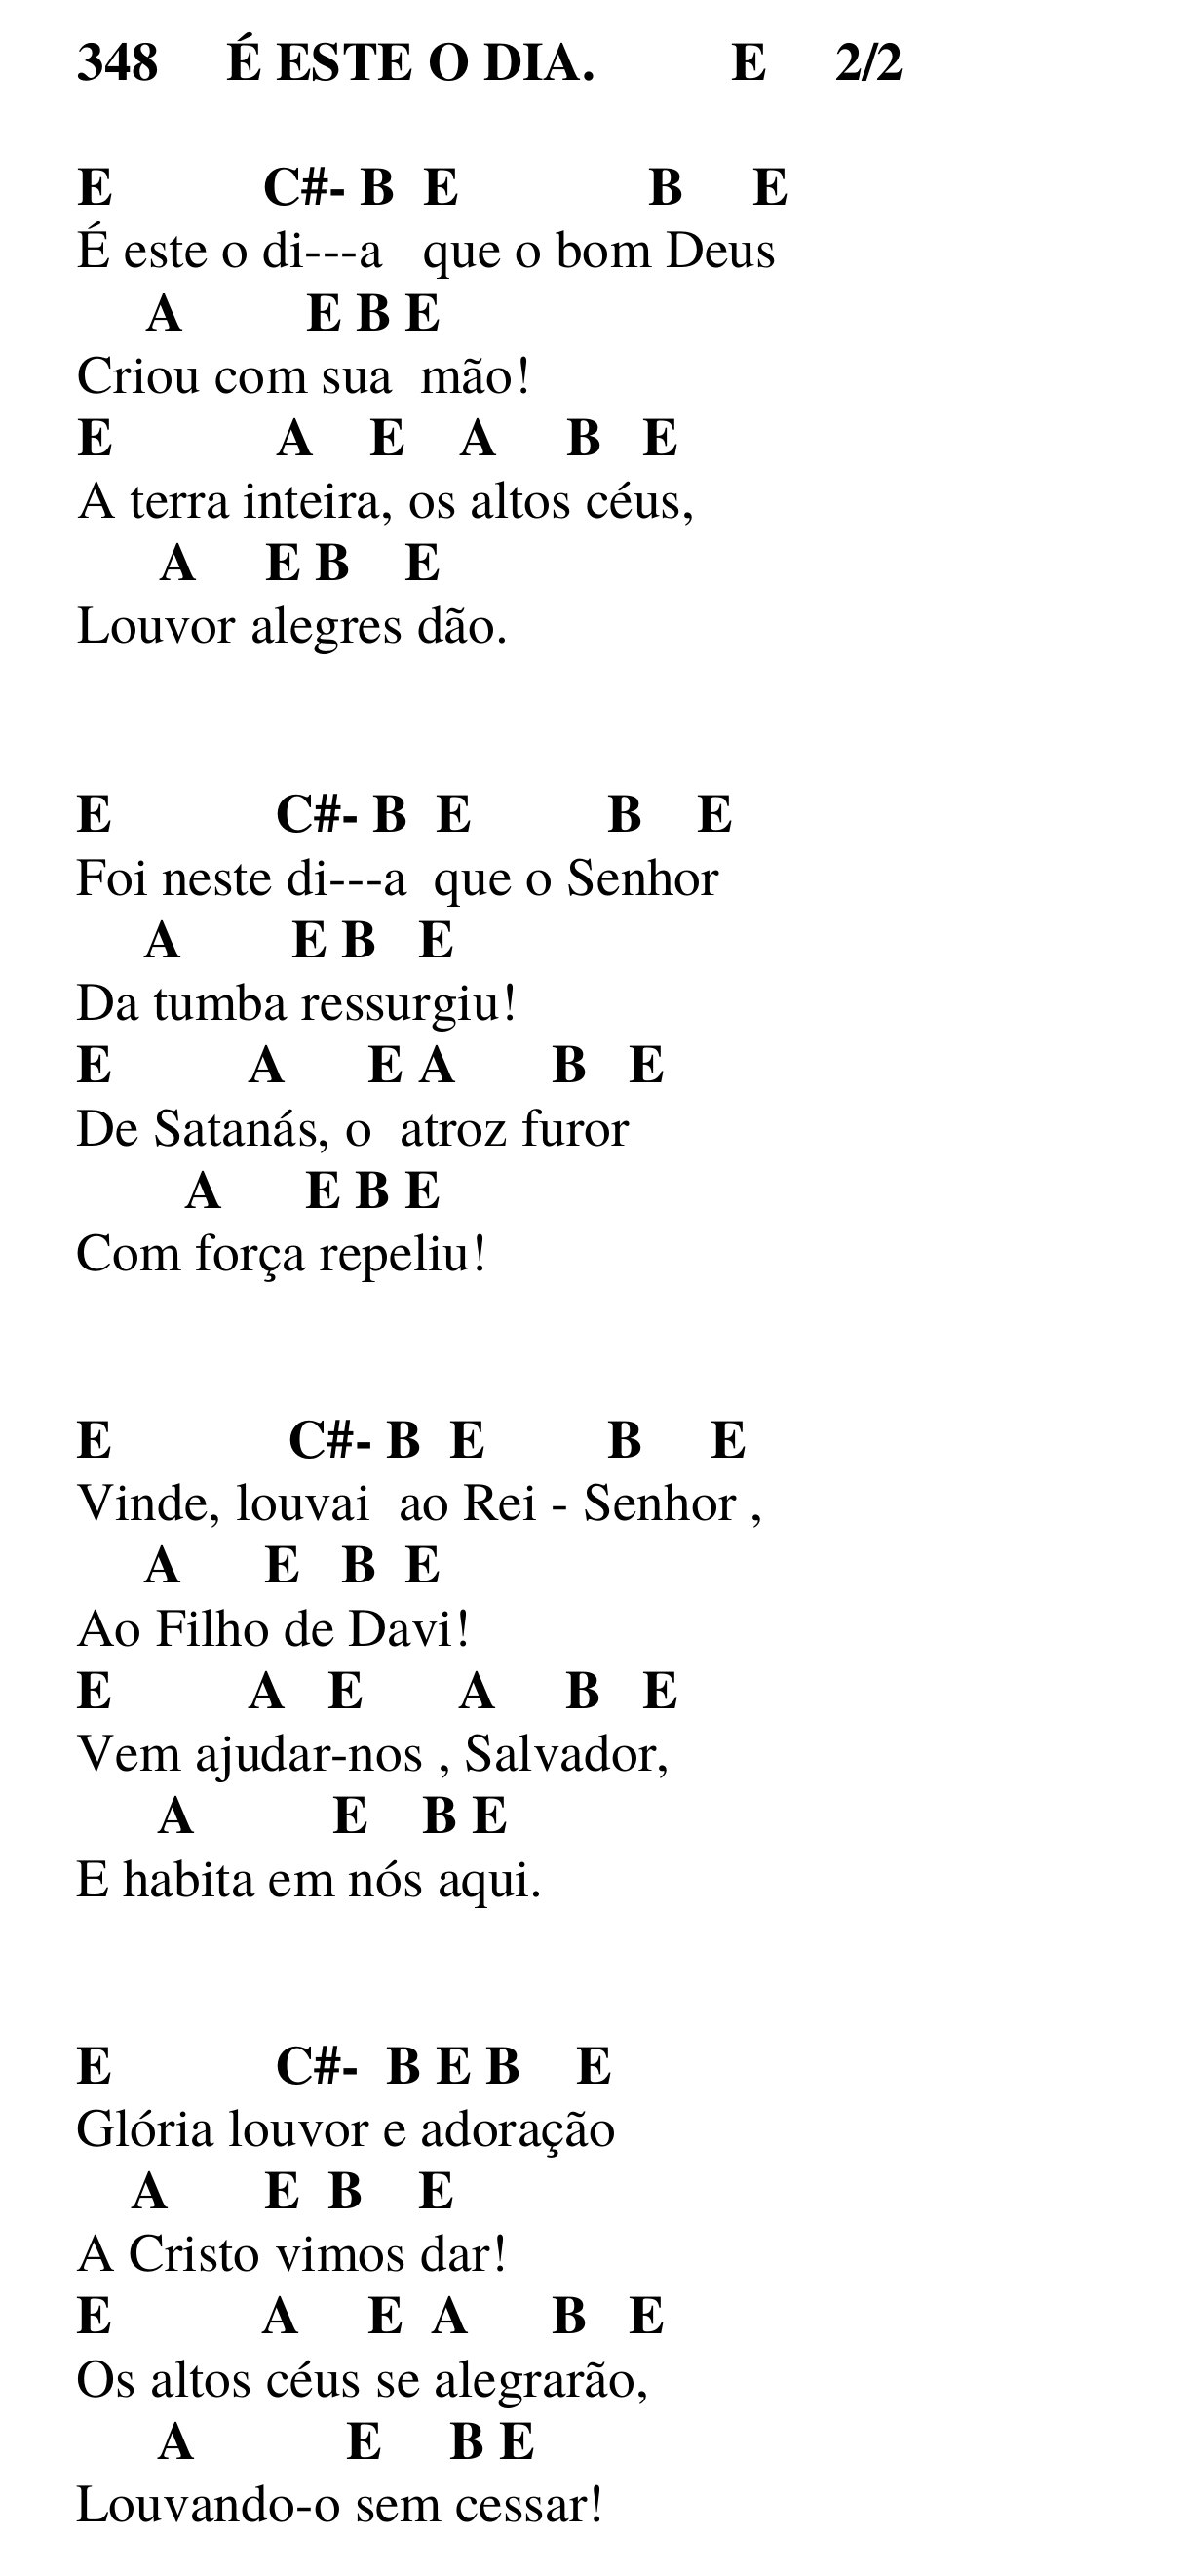 348     É ESTE O DIA.          E     2/2
E           C#- B  E              B     E
É este o di---a   que o bom Deus
     A         E B E
Criou com sua  mão!
E            A    E    A     B   E
A terra inteira, os altos céus,
      A     E B    E
Louvor alegres dão.
E            C#- B  E          B    E
Foi neste di---a  que o Senhor
     A        E B   E
Da tumba ressurgiu!
E          A      E A       B   E
De Satanás, o  atroz furor
        A      E B E
Com força repeliu!
E             C#- B  E         B     E
Vinde, louvai  ao Rei - Senhor ,
     A      E   B  E
Ao Filho de Davi!
E          A   E       A     B   E
Vem ajudar-nos , Salvador,
      A          E    B E
E habita em nós aqui.
E            C#-  B E B    E
Glória louvor e adoração
    A       E  B    E
A Cristo vimos dar!
E           A     E  A      B   E
Os altos céus se alegrarão,
      A           E     B E
Louvando-o sem cessar!